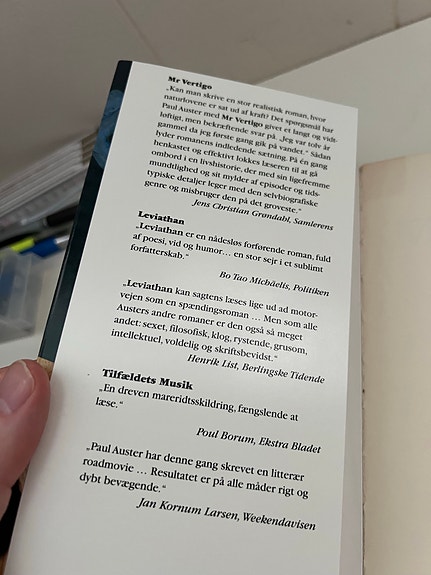 Mr Vertigo
„Kan man skrive en stor realistisk roman, hvor
naturlovene er sat ud af kraft? Det spørgsmål har
Paul Auster med Mr Vertigo givet et langt og vidt-
løftigt, men bekræftende svar på. „Jeg var tolv år
gammel da jeg første gang gik på vandet.“ Sådan
lyder romanens indledende sætning. På én gang
henkastet og effektivt lokkes læseren til at gå
ombord i en livshistorie, der med sin ligefremme
mundtlighed og sit mylder af episoder og tids-
typiske detaljer leger med den selvbiografiske
genre og misbruger den på det groveste.“
Jens Christian Grøndahl, Samlerens
Leviathan
„Leviathan er en nådesløs forførende roman, fuld
af poesi, vid og humor... en stor sejr i et sublimt
forfatterskab.“
Bo Tao Michäelis, Politiken
„Leviathan kan sagtens læses lige ud ad motor-
vejen som en spændingsroman ... Men som alle
Austers andre romaner er den også så meget
andet: sexet, filosofisk, klog, rystende, grusom,
intellektuel, voldelig og skriftsbevidst.“
Henrik List, Berlingske Tidende
Tilfældets Musik
„En dreven mareridtsskildring, fængslende at
læse.“
Poul Borum, Ekstra Bladet
„Paul Auster har denne gang skrevet en litterær
roadmovie ... Resultatet er på alle måder rigt og
dybt bevægende.“
Jan Kornum Larsen, Weekendavisen